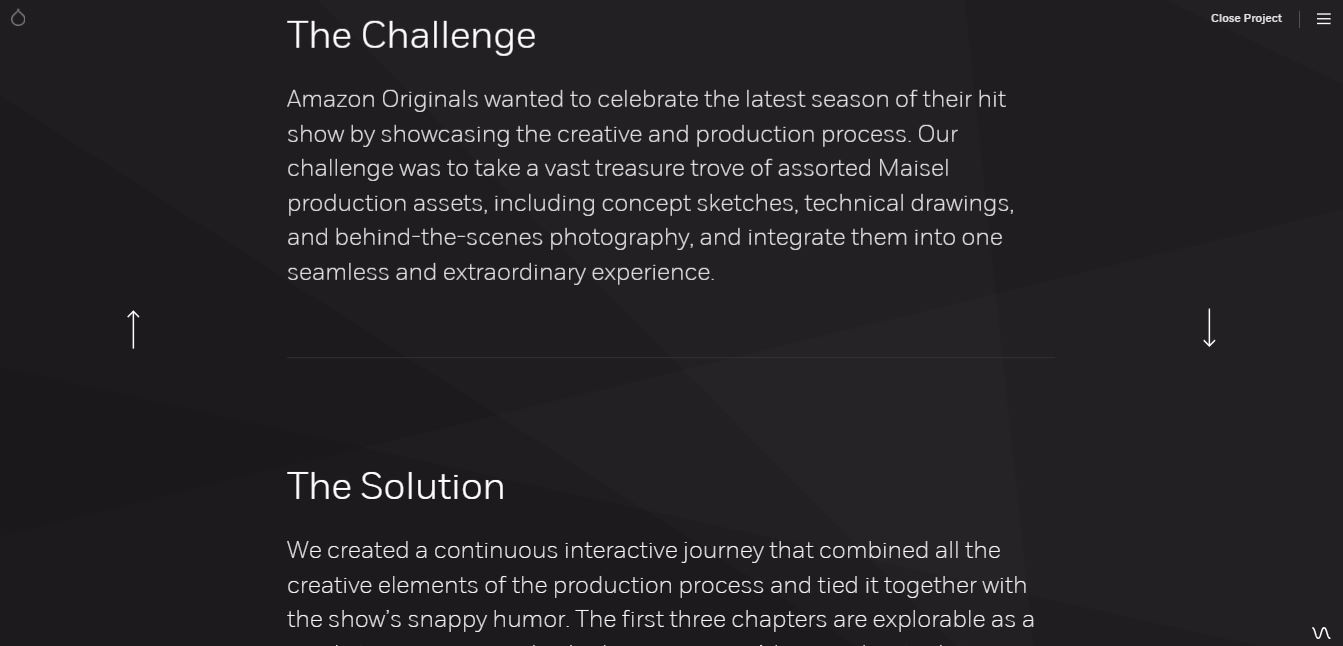 Close Project
The Challenge
Amazon Originals wanted to celebrate the latest season of their hit
show by showcasing the creative and production process. Our
challenge was to take a vast treasure trove of assorted Maisel
production assets, including concept sketches, technical drawings,
and behind-the-scenes photography, and integrate them into one
seamless and extraordinary experience.
The Solution
We created a continuous interactive journey that combined all the
creative elements of the production process and tied it together with
the show’s snappy humor. The first three chapters are explorable as a